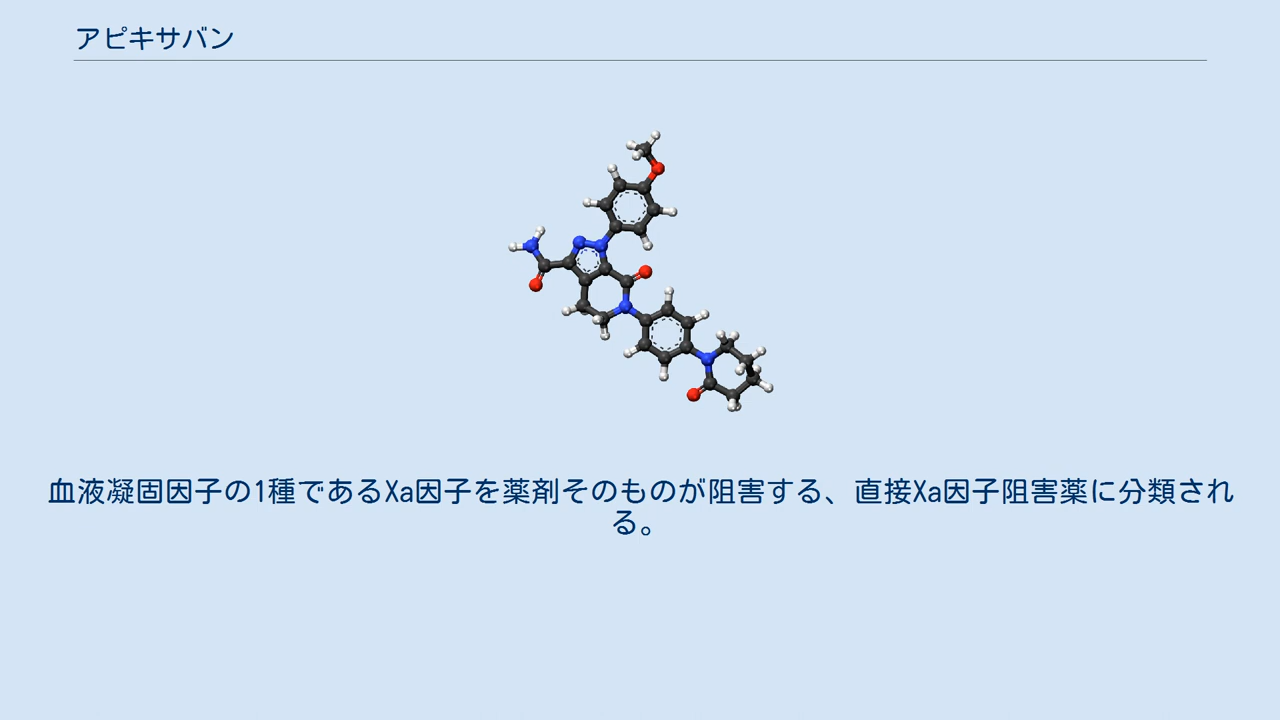 アピキサバン
血液凝固因子の1種であるXa因子を薬剤そのものが阻害する、直接Xa因子阻害薬に分類され
る。